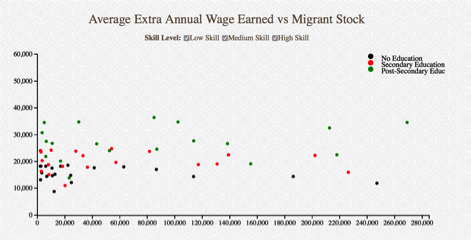 Average Extra Annual Wage Earned vs Migrant Stock
Skill Level: Low Skill Medium Skill High Skill
No Education
Secondary Education
Post-Secondary Educ
60,000
50,000
40,000
30,000
20,000
10,000
0
0 20,000 40,000 60,000 80,000 100,000 120,000 140,000 160,000 180,000 200,000 220,000 240,000 260,000 280,000